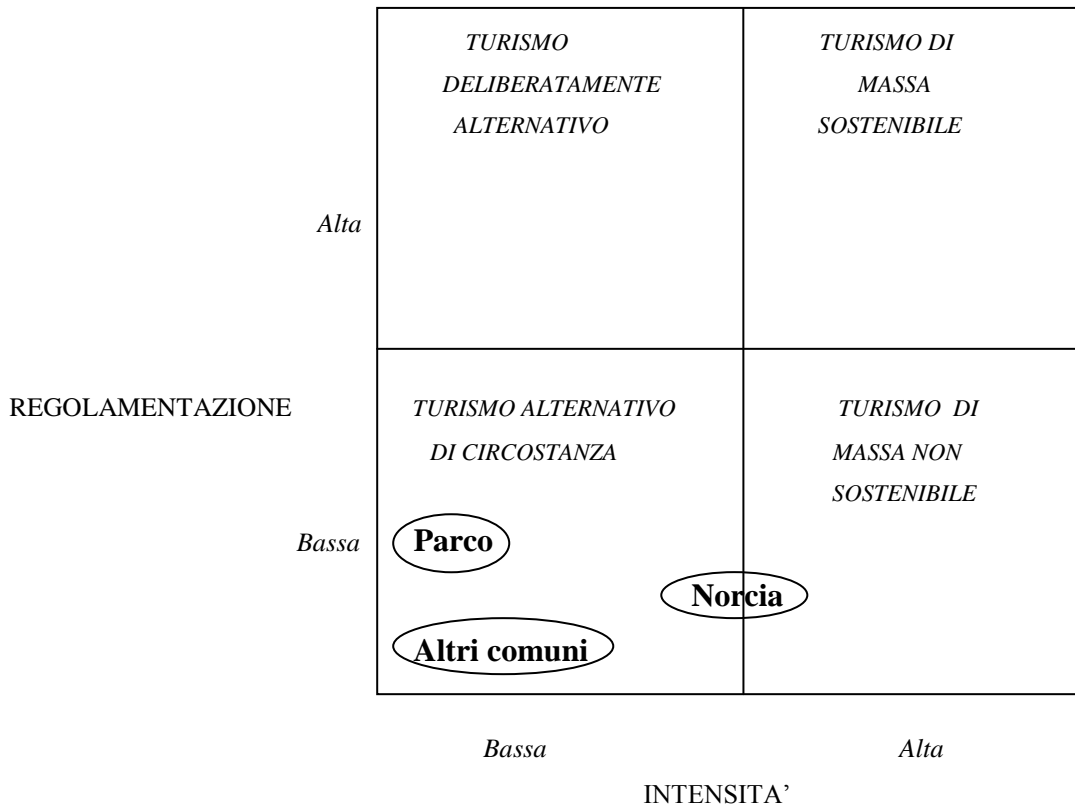 TURISMO
DELIBERATAMENTE
ALTERNATIVO
TURISMO DI
MASSA
SOSTENIBILE
Alta
REGOLAMENTAZIONE
TURISMO ALTERNATIVO
DI CIRCOSTANZA
TURISMO DI
MASSA NON
SOSTENIBILE
Bassa
Parco
Norcia
Altri comuni
Bassa
Alta
INTENSITA’